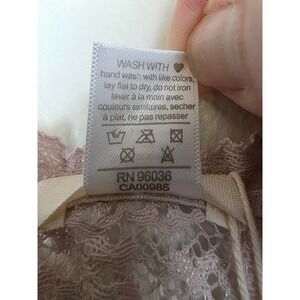 WASH WITH ♥
hand wash with like colors,
lay flat to dry, do not iron
laver à la main avec
couleurs similaires, secher
à plat, ne pas repasser
RN 96036
CA00985